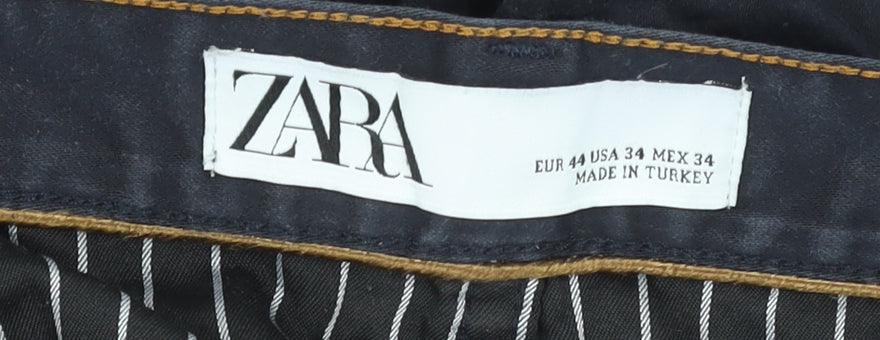 ZARA
EUR 44 USA 34 MEX 34
MADE IN TURKEY